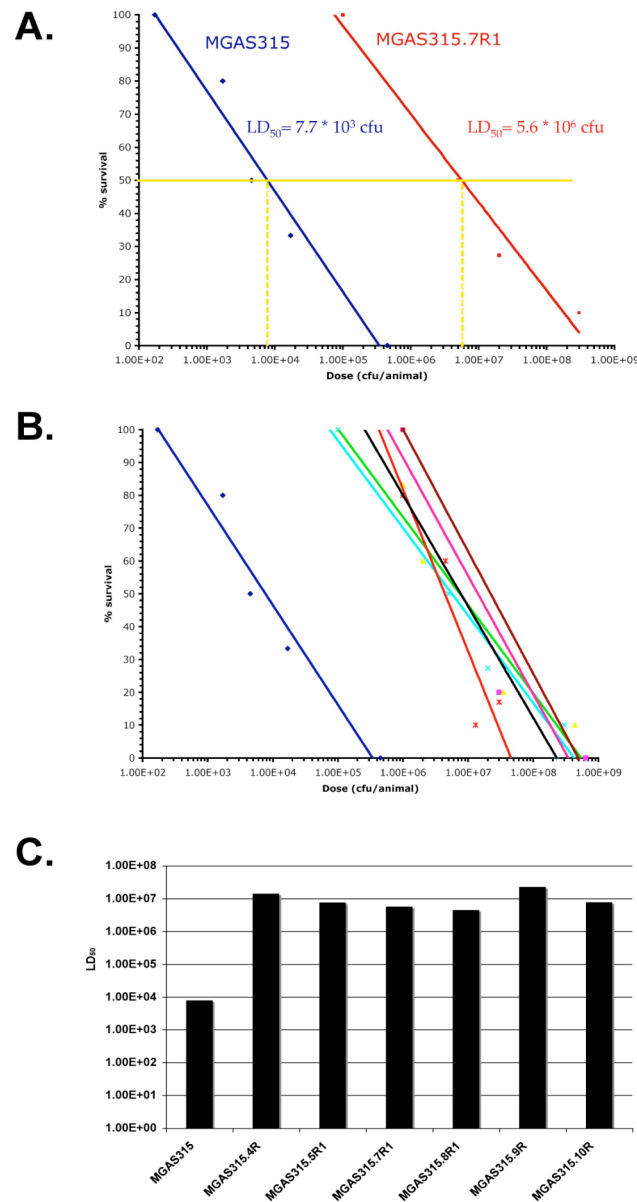 A.
MGAS315
MGAS315.7R1
LD50= 7.7 * 10³ cfu
LD50= 5.6 * 10⁶ cfu
% survival
100
90
80
70
60
50
40
30
20
10
0
1.00E+02 1.00E+03 1.00E+04 1.00E+05 1.00E+06 1.00E+07 1.00E+08 1.00E+09
Dose (cfu/animal)
B.
% survival
100
90
80
70
60
50
40
30
20
10
0
1.00E+02 1.00E+03 1.00E+04 1.00E+05 1.00E+06 1.00E+07 1.00E+08 1.00E+09
Dose (cfu/animal)
C.
LD50
1.00E+08
1.00E+07
1.00E+06
1.00E+05
1.00E+04
1.00E+03
1.00E+02
1.00E+01
1.00E+00
MGAS315
MGAS315.4R
MGAS315.5R1
MGAS315.7R1
MGAS315.8R1
MGAS315.9R
MGAS315.10R